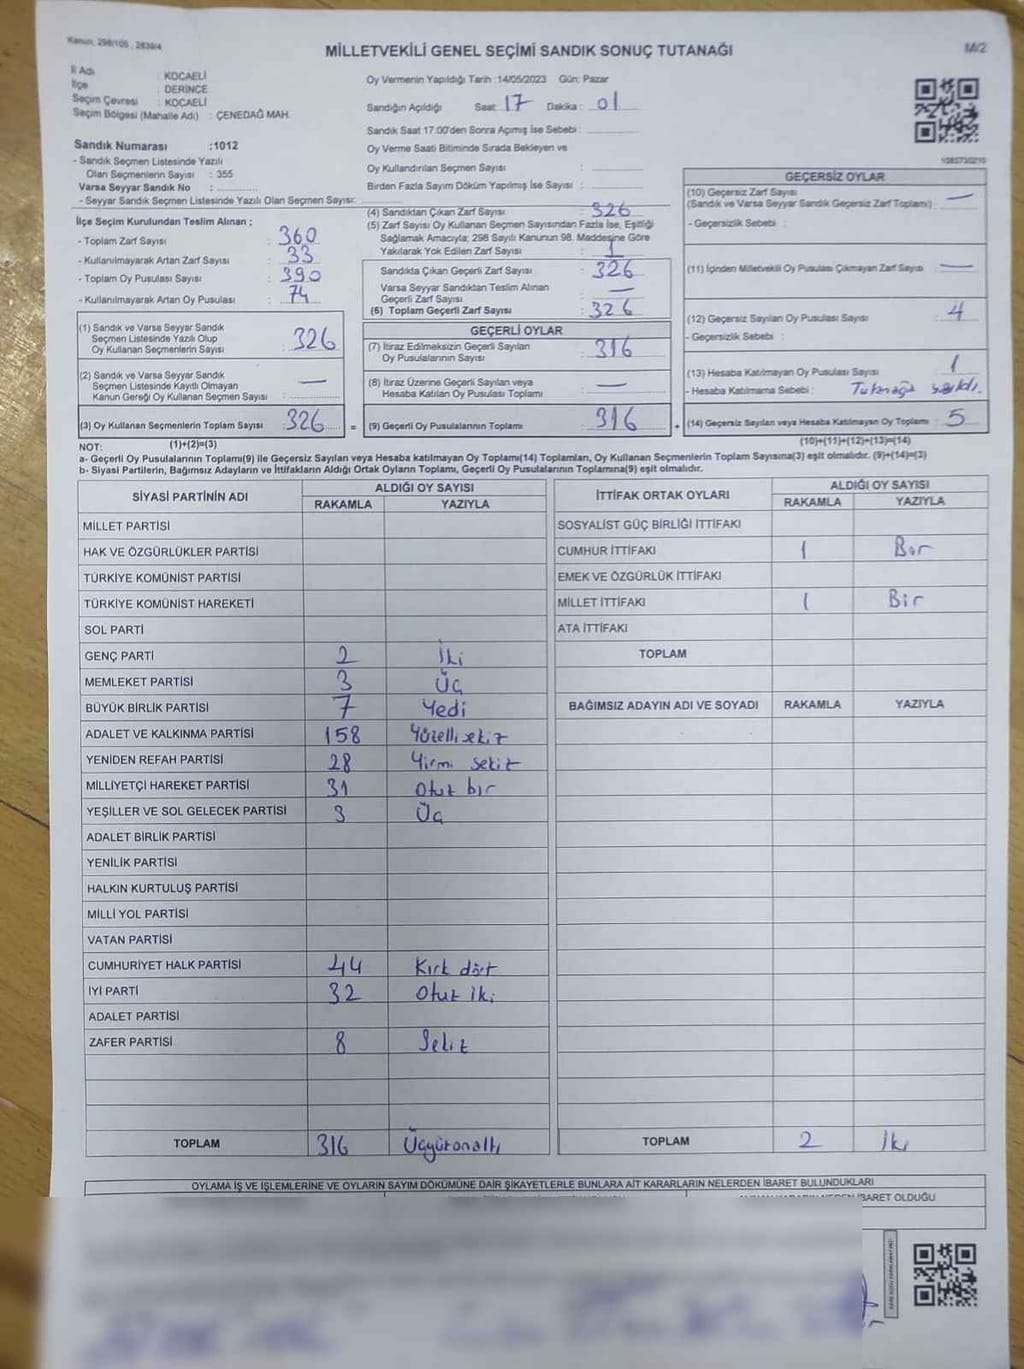 Kanun, 298/105 , 2839/4
MİLLETVEKİLİ GENEL SEÇİMİ SANDIK SONUÇ TUTANAĞI
M/2
İl Adı : KOCAELİ
İlçe : DERİNCE
Seçim Çevresi : KOCAELİ
Seçim Bölgesi (Mahalle Adı) : ÇENEDAĞ MAH.
Oy Vermenin Yapıldığı Tarih :14/05/2023 Gün: Pazar
Sandığın Açıldığı Saat: 17 Dakika : 01
Sandık Saat 17:00'den Sonra Açmış İse Sebebi :
Oy Verme Saati Bitiminde Sırada Bekleyen ve
Oy Kullandırılan Seçmen Sayısı :
Birden Fazla Sayım Döküm Yapılmış İse Sayısı :
Sandık Numarası :1012
- Sandık Seçmen Listesinde Yazılı
Olan Seçmenlerin Sayısı : 355
Varsa Seyyar Sandık No :
- Seyyar Sandık Seçmen Listesinde Yazılı Olan Seçmen Sayısı:
İlçe Seçim Kurulundan Teslim Alınan ;
- Toplam Zarf Sayısı : 360
- Kullanılmayarak Artan Zarf Sayısı : 33
- Toplam Oy Pusulası Sayısı : 390
- Kullanılmayarak Artan Oy Pusulası : 74
(1) Sandık ve Varsa Seyyar Sandık
Seçmen Listesinde Yazılı Olup
Oy Kullanan Seçmenlerin Sayısı : 326
(2) Sandık ve Varsa Seyyar Sandık
Seçmen Listesinde Kayıtlı Olmayan
Kanun Gereği Oy Kullanan Seçmen Sayısı : —
(3) Oy Kullanan Seçmenlerin Toplam Sayısı : 326
(4) Sandıktan Çıkan Zarf Sayısı : 326
(5) Zarf Sayısı Oy Kullanan Seçmen Sayısından Fazla İse, Eşitliği
Sağlamak Amacıyla; 298 Sayılı Kanunun 98. Maddesine Göre
Yakılarak Yok Edilen Zarf Sayısı : 1
Sandıkta Çıkan Geçerli Zarf Sayısı : 326
Varsa Seyyar Sandıktan Teslim Alınan
Geçerli Zarf Sayısı : —
(6) Toplam Geçerli Zarf Sayısı : 326
GEÇERLİ OYLAR
(7) İtiraz Edilmeksizin Geçerli Sayılan
Oy Pusulalarının Sayısı : 316
(8) İtiraz Üzerine Geçerli Sayılan veya
Hesaba Katılan Oy Pusulası Toplamı : —
= (9) Geçerli Oy Pusulalarının Toplamı : 316
GEÇERSİZ OYLAR
(10) Geçersiz Zarf Sayısı
(Sandık ve Varsa Seyyar Sandık Geçersiz Zarf Toplamı) : —
- Geçersizlik Sebebi :
(11) İçinden Milletvekili Oy Pusulası Çıkmayan Zarf Sayısı : —
(12) Geçersiz Sayılan Oy Pusulası Sayısı : 4
- Geçersizlik Sebebi :
(13) Hesaba Katılmayan Oy Pusulası Sayısı : 1
- Hesaba Katılmama Sebebi :
+ (14) Geçersiz Sayılan veya Hesaba Katılmayan Oy Toplamı : 5
NOT: (1)+(2)=(3)
(10)+(11)+(12)+(13)=(14)
a- Geçerli Oy Pusulasının Toplamı(9) ile Geçersiz Sayılan veya Hesaba katılmayan Oy Toplamı(14) Toplamları, Oy Kullanan Seçmenlerin Toplam Sayısına(3) eşit olmalıdır. (9)+(14)=(3)
b- Siyasi Partilerin, Bağımsız Adayların ve İttifakların Aldığı Ortak Oyların Toplamı, Geçerli Oy Pusulalarının Toplamına(9) eşit olmalıdır.
SİYASİ PARTİNİN ADI
ALDIĞI OY SAYISI
RAKAMLA YAZIYLA
MİLLET PARTİSİ
HAK VE ÖZGÜRLÜKLER PARTİSİ
TÜRKİYE KOMÜNİST PARTİSİ
TÜRKİYE KOMÜNİST HAREKETİ
SOL PARTİ
GENÇ PARTİ 2 İki
MEMLEKET PARTİSİ 3 Üç
BÜYÜK BİRLİK PARTİSİ 7 Yedi
ADALET VE KALKINMA PARTİSİ 158 Yüzellisekiz
YENİDEN REFAH PARTİSİ 28 Yirmi sekiz
MİLLİYETÇİ HAREKET PARTİSİ 31 Otuz bir
YEŞİLLER VE SOL GELECEK PARTİSİ 3 Üç
ADALET BİRLİK PARTİSİ
YENİLİK PARTİSİ
HALKIN KURTULUŞ PARTİSİ
MİLLİ YOL PARTİSİ
VATAN PARTİSİ
CUMHURİYET HALK PARTİSİ 44 Kırk dört
İYİ PARTİ 32 Otuz iki
ADALET PARTİSİ
ZAFER PARTİSİ 8 Sekiz
TOPLAM 316 Üçyüzonaltı
İTTİFAK ORTAK OYLARI
ALDIĞI OY SAYISI
RAKAMLA YAZIYLA
SOSYALİST GÜÇ BİRLİĞİ İTTİFAKI
CUMHUR İTTİFAKI 1 Bir
EMEK VE ÖZGÜRLÜK İTTİFAKI
MİLLET İTTİFAKI 1 Bir
ATA İTTİFAKI
TOPLAM
BAĞIMSIZ ADAYIN ADI VE SOYADI RAKAMLA YAZIYLA
TOPLAM 2 İki
OYLAMA İŞ VE İŞLEMLERİNE VE OYLARIN SAYIM DÖKÜMÜNE DAİR ŞİKAYETLERLE BUNLARA AİT KARARLARIN NELERDEN İBARET BULUNDUKLARI
İBARET OLDUĞU